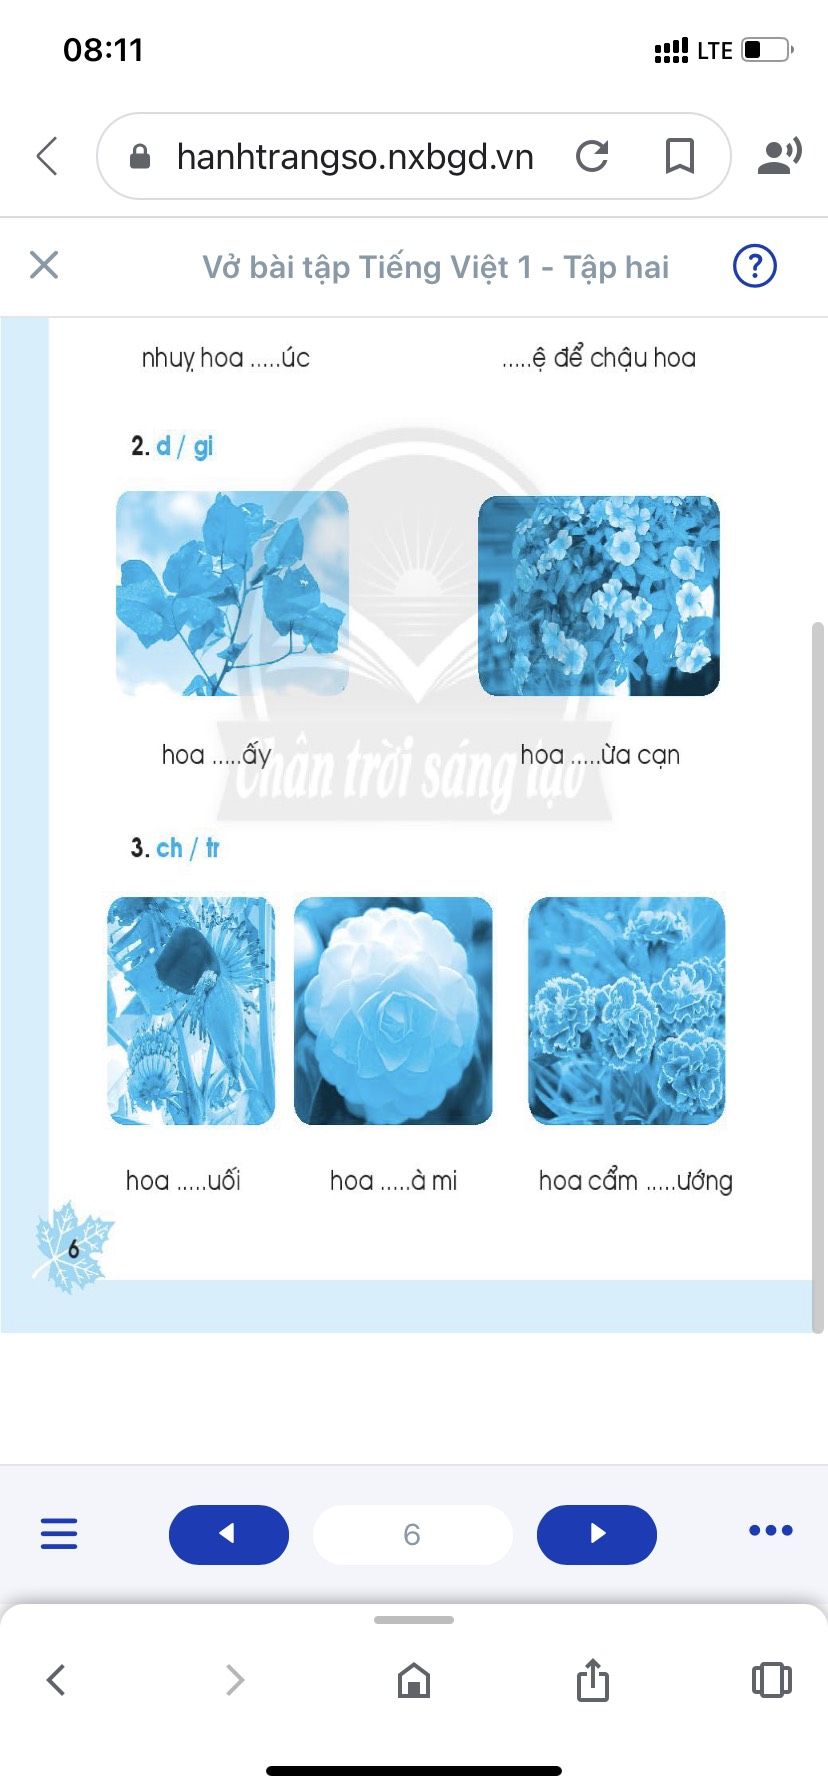 08:11 LTE
hanhtrangso.nxbgd.vn
Vở bài tập Tiếng Việt 1 - Tập hai ?
nhuỵ hoa .....úc .....ệ để chậu hoa
2. d / gi
hoa .....ấy hoa .....ừa cạn
Chân trời sáng tạo
3. ch / tr
hoa .....uối hoa .....à mi hoa cẩm .....ướng
6
6